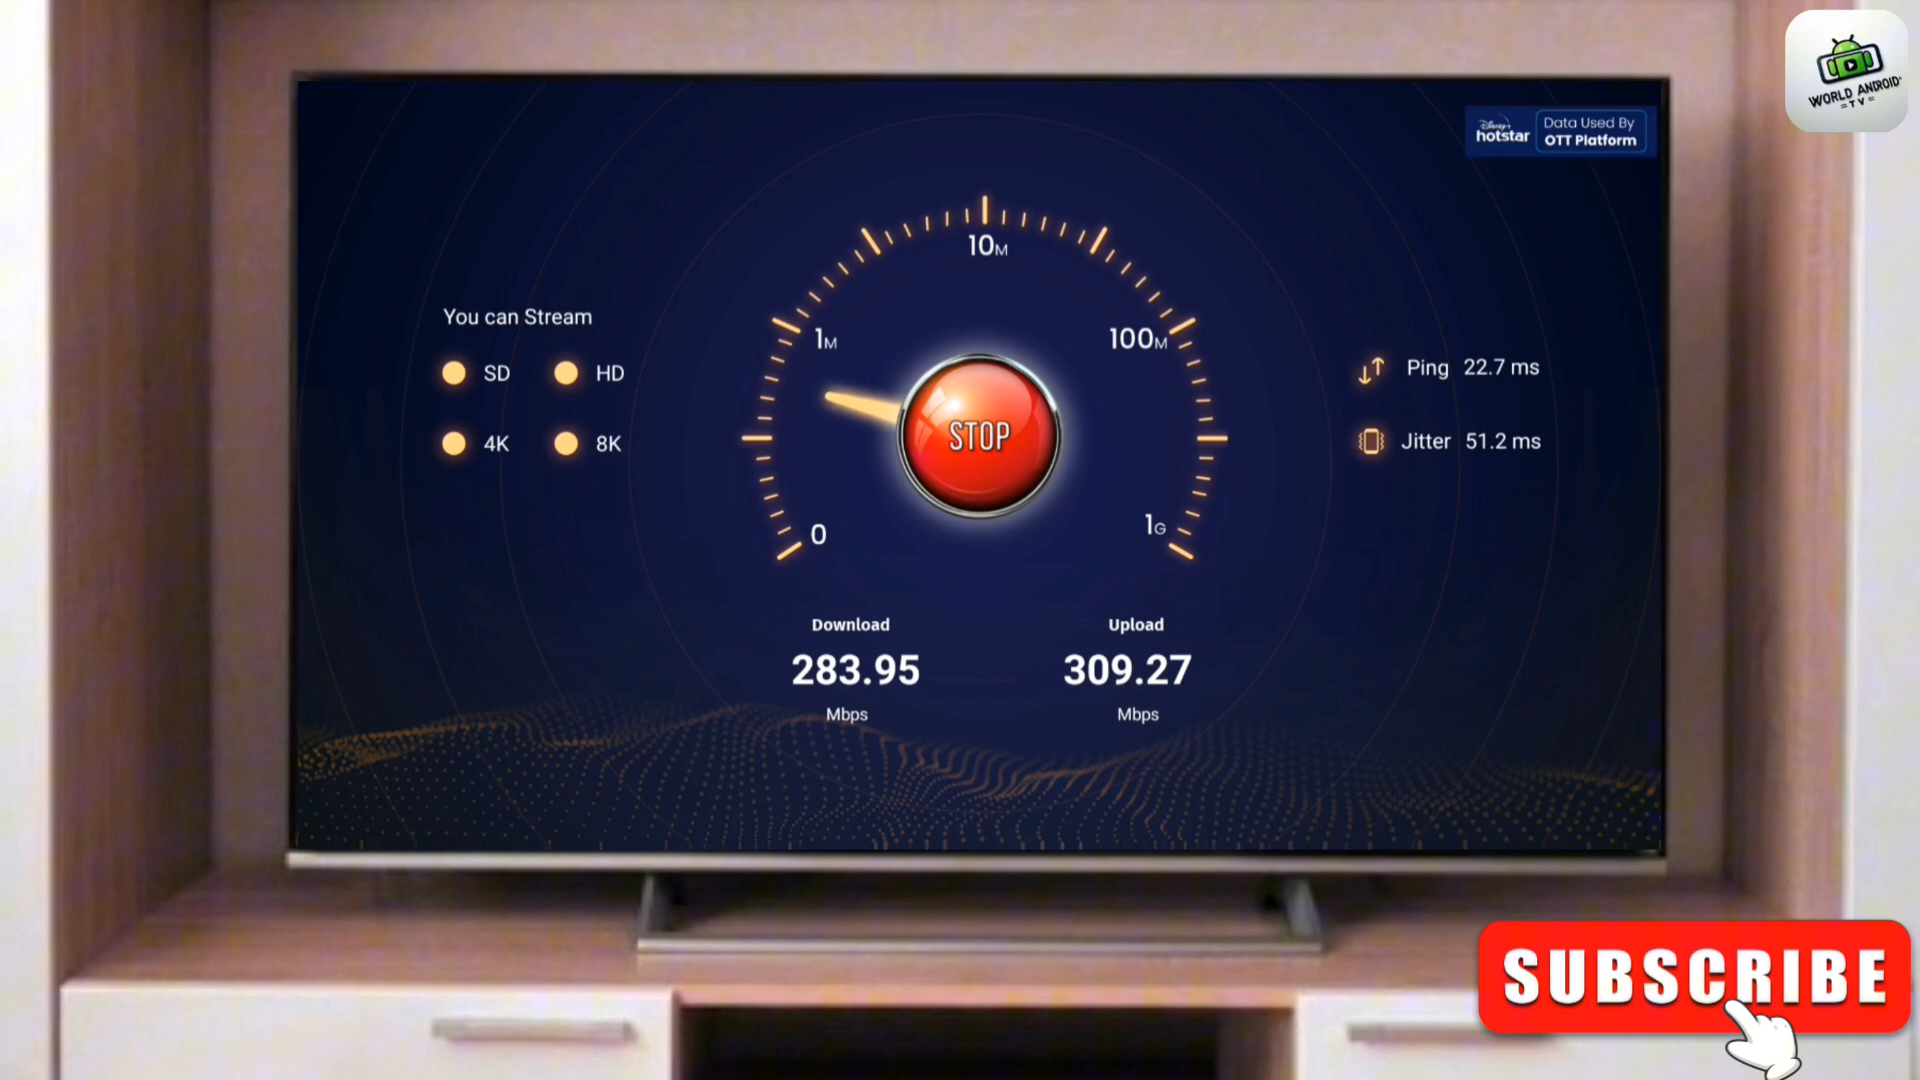 WORLD ANDROID
TV
Disney+
hotstar
Data Used By
OTT Platform
10M
1M
100M
0
1G
You can Stream
SD
HD
4K
8K
STOP
Ping 22.7 ms
Jitter 51.2 ms
Download
283.95
Mbps
Upload
309.27
Mbps
SUBSCRIBE